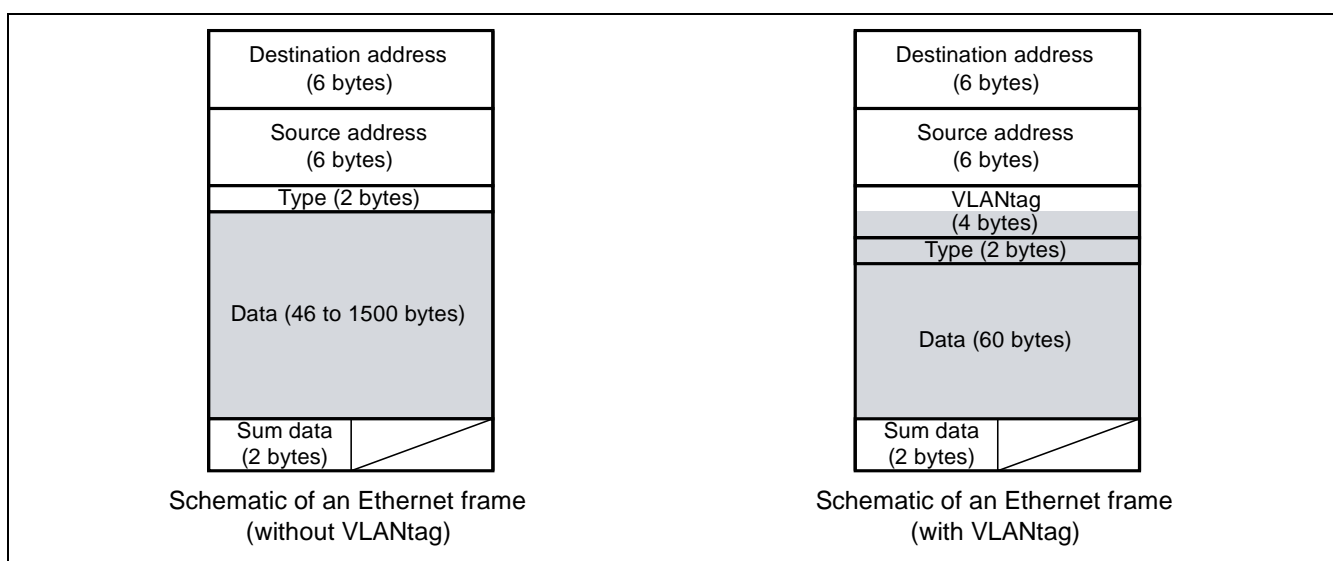 Destination address
(6 bytes)
Source address
(6 bytes)
Type (2 bytes)
Data (46 to 1500 bytes)
Sum data
(2 bytes)
Schematic of an Ethernet frame
(without VLANtag)
Destination address
(6 bytes)
Source address
(6 bytes)
VLANtag
(4 bytes)
Type (2 bytes)
Data (60 bytes)
Sum data
(2 bytes)
Schematic of an Ethernet frame
(with VLANtag)